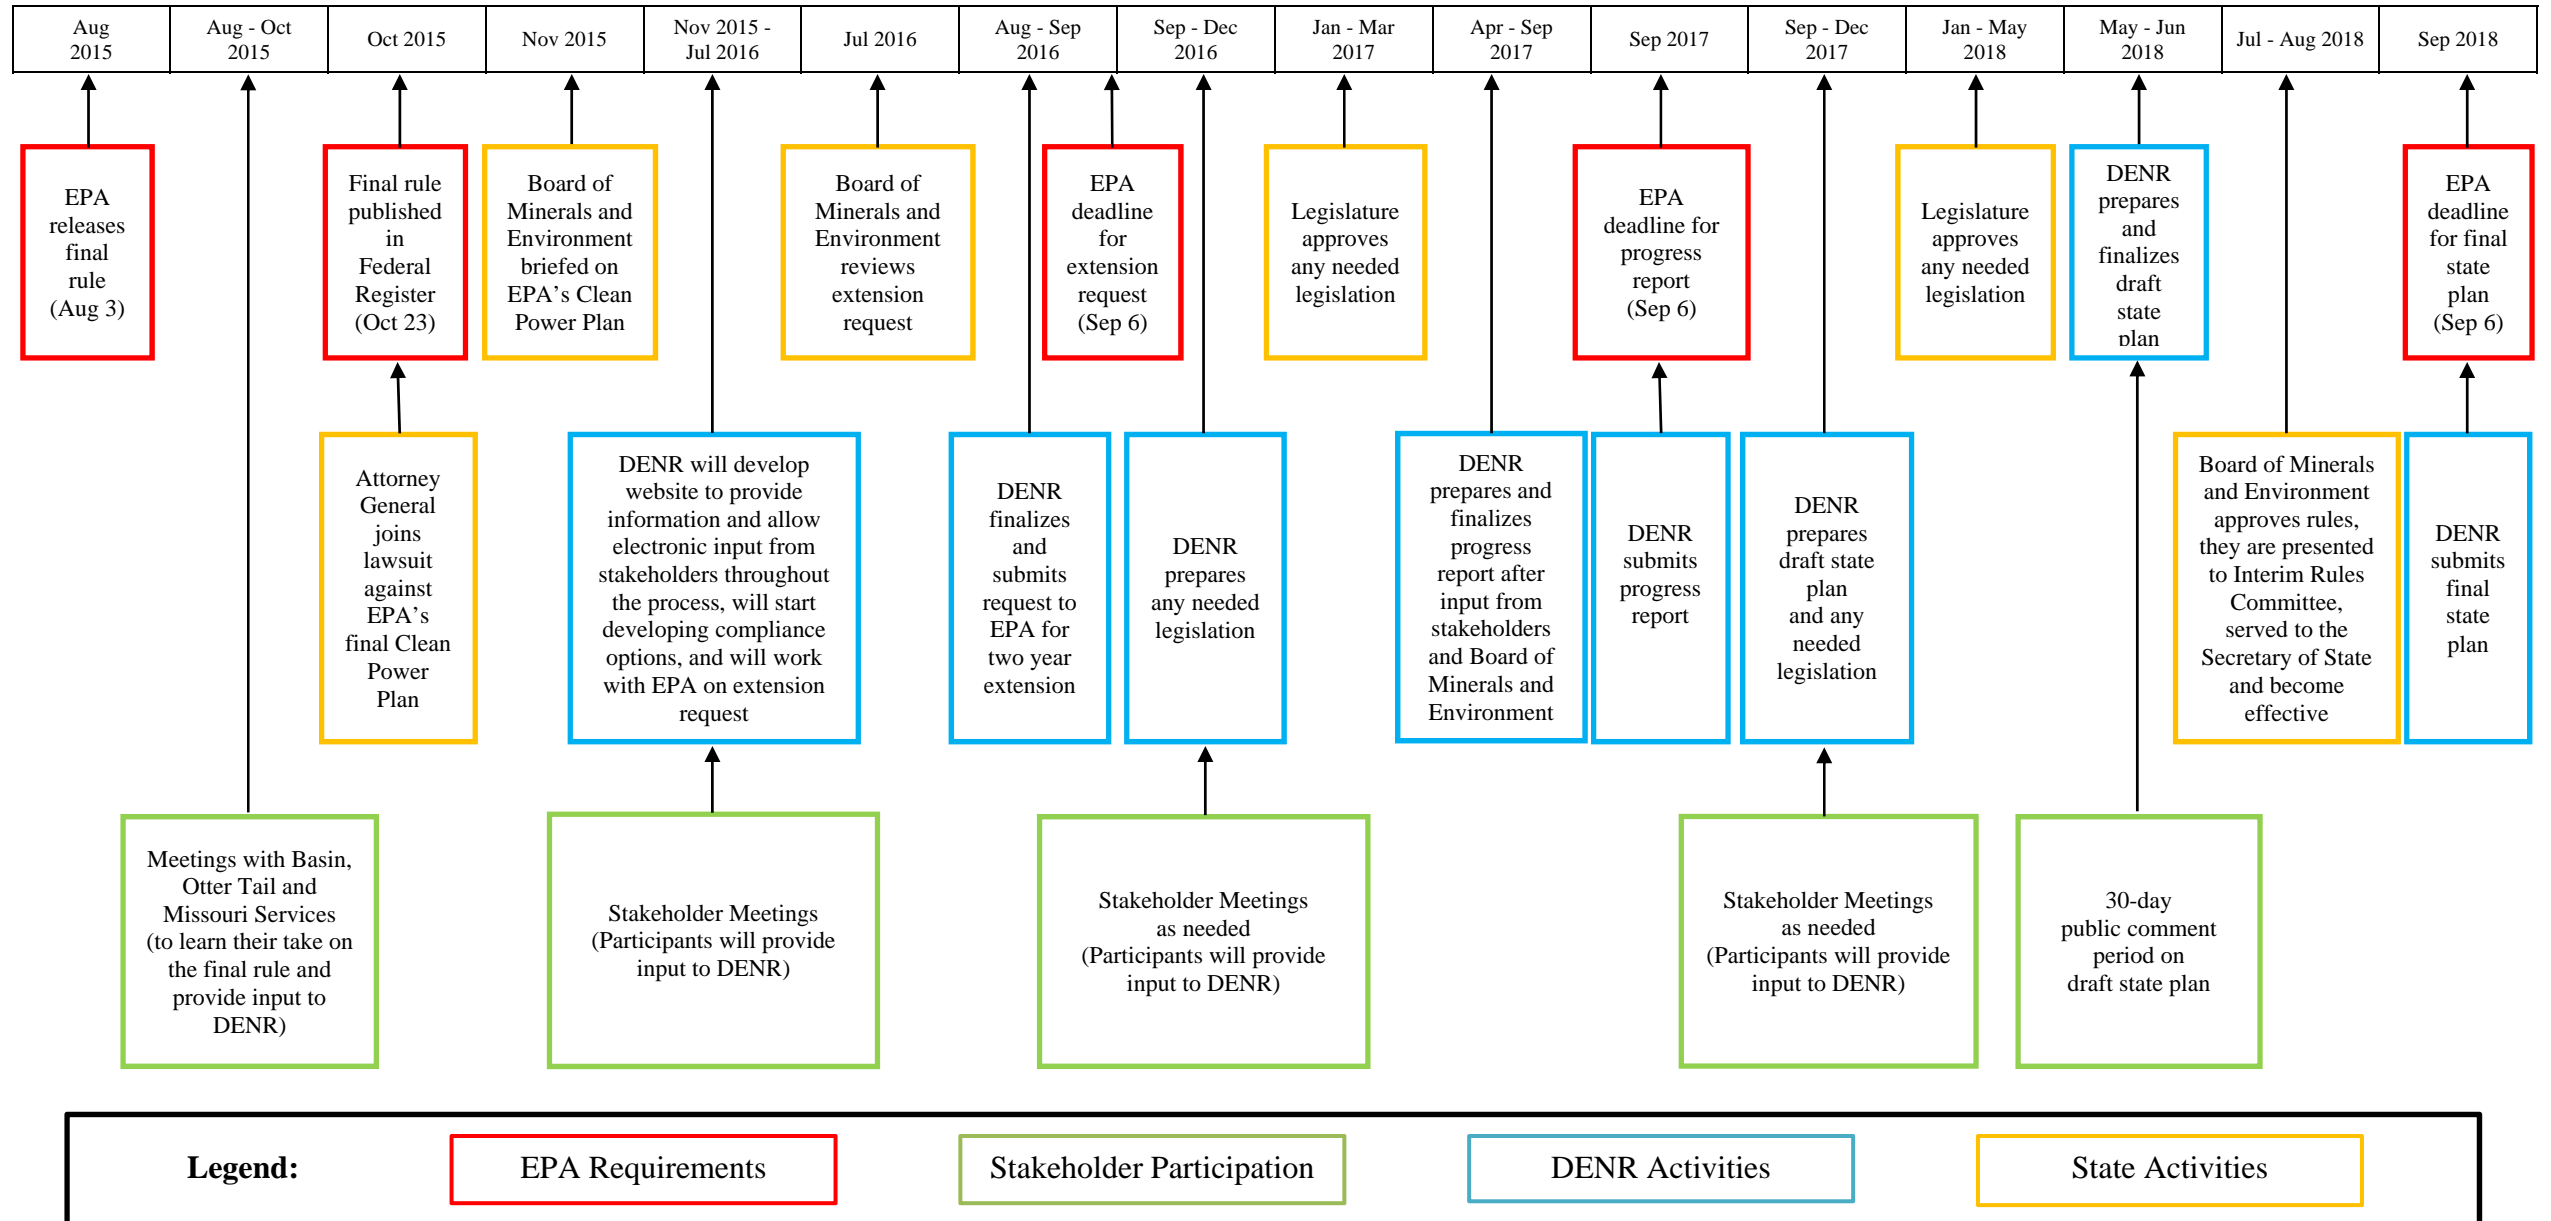 Aug
2015
Aug - Oct
2015
Oct 2015
Nov 2015
Nov 2015 -
Jul 2016
Jul 2016
Aug - Sep
2016
Sep - Dec
2016
Jan - Mar
2017
Apr - Sep
2017
Sep 2017
Sep - Dec
2017
Jan - May
2018
May - Jun
2018
Jul - Aug 2018
Sep 2018
EPA
releases
final
rule
(Aug 3)
Final rule
published
in
Federal
Register
(Oct 23)
Board of
Minerals and
Environment
briefed on
EPA’s Clean
Power Plan
Board of
Minerals and
Environment
reviews
extension
request
EPA
deadline
for
extension
request
(Sep 6)
Legislature
approves
any needed
legislation
EPA
deadline for
progress
report
(Sep 6)
Legislature
approves
any needed
legislation
DENR
prepares
and
finalizes
draft
state
plan
EPA
deadline
for final
state
plan
(Sep 6)
Attorney
General
joins
lawsuit
against
EPA’s
final Clean
Power
Plan
DENR will develop
website to provide
information and allow
electronic input from
stakeholders throughout
the process, will start
developing compliance
options, and will work
with EPA on extension
request
DENR
finalizes
and
submits
request to
EPA for
two year
extension
DENR
prepares
any needed
legislation
DENR
prepares and
finalizes
progress
report after
input from
stakeholders
and Board of
Minerals and
Environment
DENR
submits
progress
report
DENR
prepares
draft state
plan
and any
needed
legislation
Board of Minerals
and Environment
approves rules,
they are presented
to Interim Rules
Committee,
served to the
Secretary of State
and become
effective
DENR
submits
final
state
plan
Meetings with Basin,
Otter Tail and
Missouri Services
(to learn their take on
the final rule and
provide input to
DENR)
Stakeholder Meetings
(Participants will provide
input to DENR)
Stakeholder Meetings
as needed
(Participants will provide
input to DENR)
Stakeholder Meetings
as needed
(Participants will provide
input to DENR)
30-day
public comment
period on
draft state plan
Legend:
EPA Requirements
Stakeholder Participation
DENR Activities
State Activities